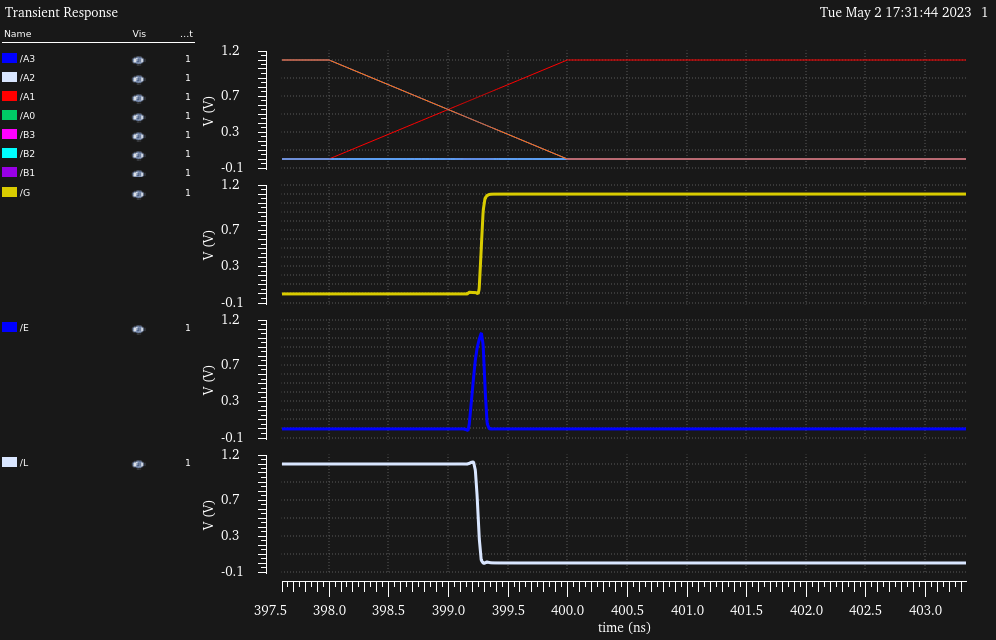 Transient Response
Tue May 2 17:31:44 2023 1
Name Vis ...t
/A3 1
/A2 1
/A1 1
/A0 1
/B3 1
/B2 1
/B1 1
/G 1
/E 1
/L 1
1.2
0.7
0.3
-0.1
V (V)
1.2
0.7
0.3
-0.1
V (V)
1.2
0.7
0.3
-0.1
V (V)
1.2
0.7
0.3
-0.1
V (V)
397.5 398.0 398.5 399.0 399.5 400.0 400.5 401.0 401.5 402.0 402.5 403.0
time (ns)